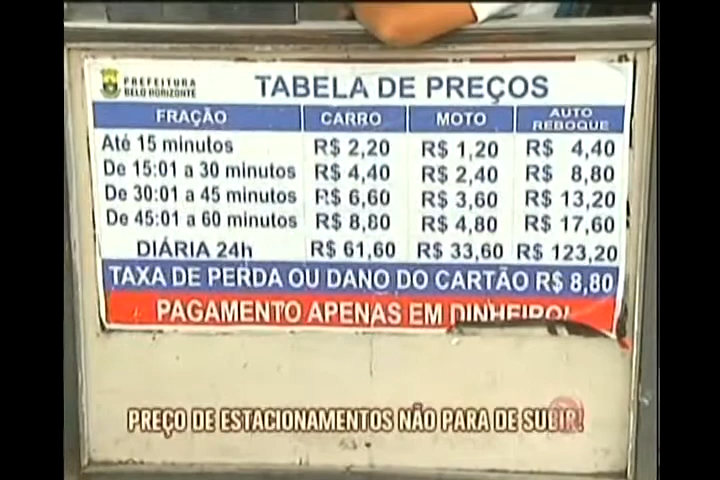 PREFEITURA
BELO HORIZONTE
TABELA DE PREÇOS
FRAÇÃO CARRO MOTO AUTO REBOQUE
Até 15 minutos R$ 2,20 R$ 1,20 R$ 4,40
De 15:01 a 30 minutos R$ 4,40 R$ 2,40 R$ 8,80
De 30:01 a 45 minutos R$ 6,60 R$ 3,60 R$ 13,20
De 45:01 a 60 minutos R$ 8,80 R$ 4,80 R$ 17,60
DIÁRIA 24h R$ 61,60 R$ 33,60 R$ 123,20
TAXA DE PERDA OU DANO DO CARTÃO R$ 8,80
PAGAMENTO APENAS EM DINHEIRO!
PREÇO DE ESTACIONAMENTOS NÃO PARA DE SUBIR!